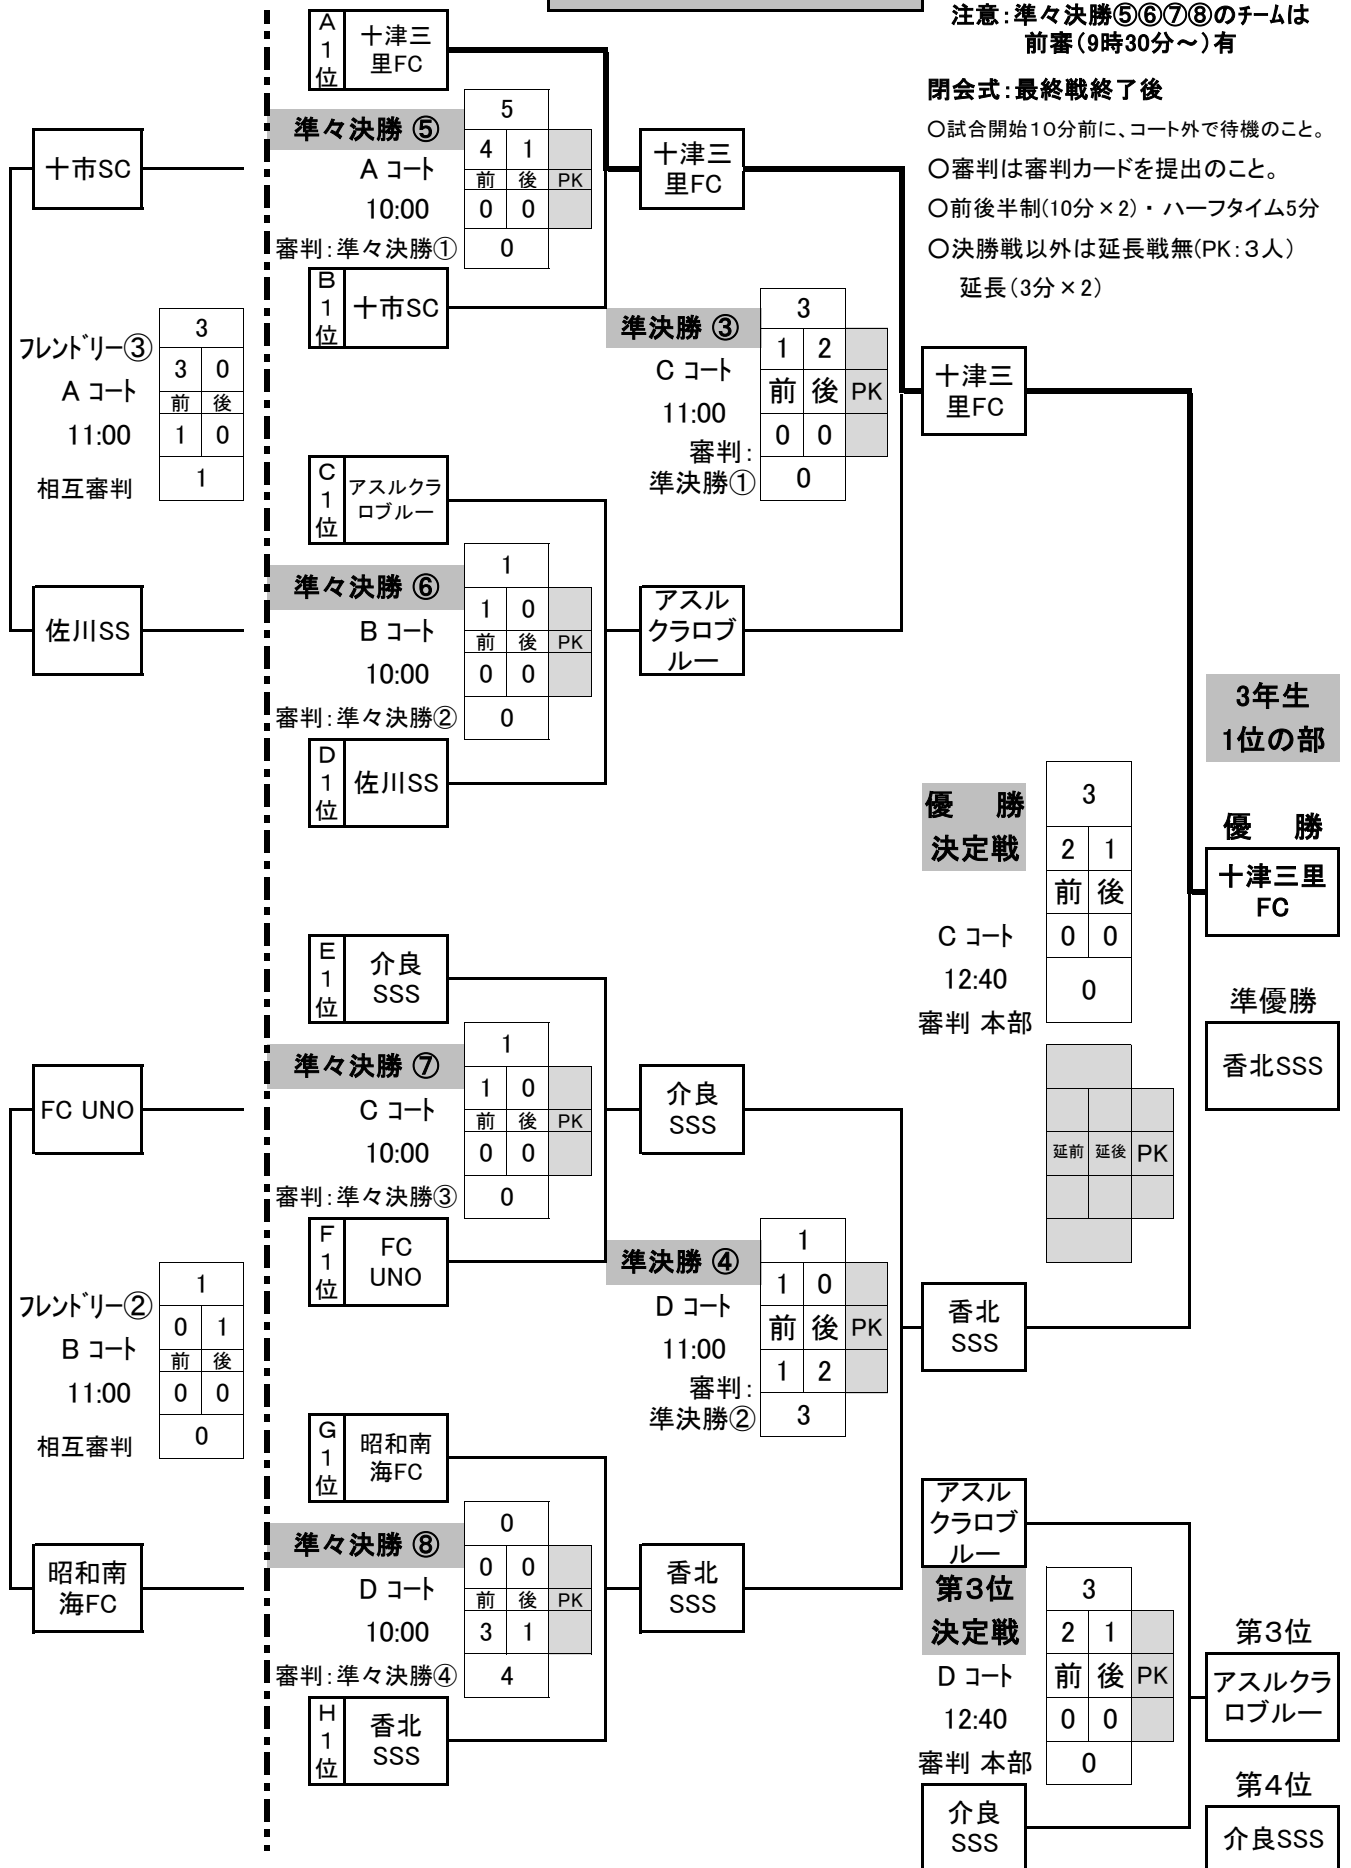 注意：準々決勝⑤⑥⑦⑧のチームは
前審（9時30分～）有
閉会式：最終戦終了後
○試合開始１０分前に、コート外で待機のこと。
○審判は審判カードを提出のこと。
○前後半制(10分×2)・ハーフタイム5分
○決勝戦以外は延長戦無(PK：3人)
延長（3分×2）
十市SC
フレンドリー③
A コート
11:00
相互審判
3
3 0
前 後
1 0
1
佐川SS
FC UNO
フレンドリー②
B コート
11:00
相互審判
1
0 1
前 後
0 0
0
昭和南
海FC
A
1
位
十津三
里FC
準々決勝 ⑤
A コート
10:00
審判：準々決勝①
5
4 1
前 後 PK
0 0
0
B
1
位
十市SC
C
1
位
アスルクラ
ロブルー
準々決勝 ⑥
B コート
10:00
審判：準々決勝②
1
1 0
前 後 PK
0 0
0
D
1
位
佐川SS
E
1
位
介良
SSS
準々決勝 ⑦
C コート
10:00
審判：準々決勝③
1
1 0
前 後 PK
0 0
0
F
1
位
FC
UNO
G
1
位
昭和南
海FC
準々決勝 ⑧
D コート
10:00
審判：準々決勝④
0
0 0
前 後 PK
3 1
4
H
1
位
香北
SSS
十津三
里FC
準決勝 ③
C コート
11:00
審判：
準決勝①
3
1 2
前 後 PK
0 0
0
アスル
クラロブ
ルー
介良
SSS
準決勝 ④
D コート
11:00
審判：
準決勝②
1
1 0
前 後 PK
1 2
3
香北
SSS
十津三
里FC
優 勝
決定戦
C コート
12:40
審判 本部
3
2 1
前 後
0 0
0
延前 延後 PK
香北
SSS
アスル
クラロブ
ルー
第3位
決定戦
D コート
12:40
審判 本部
3
2 1
前 後 PK
0 0
0
介良
SSS
3年生
1位の部
優 勝
十津三里
FC
準優勝
香北SSS
第3位
アスルクラ
ロブルー
第4位
介良SSS